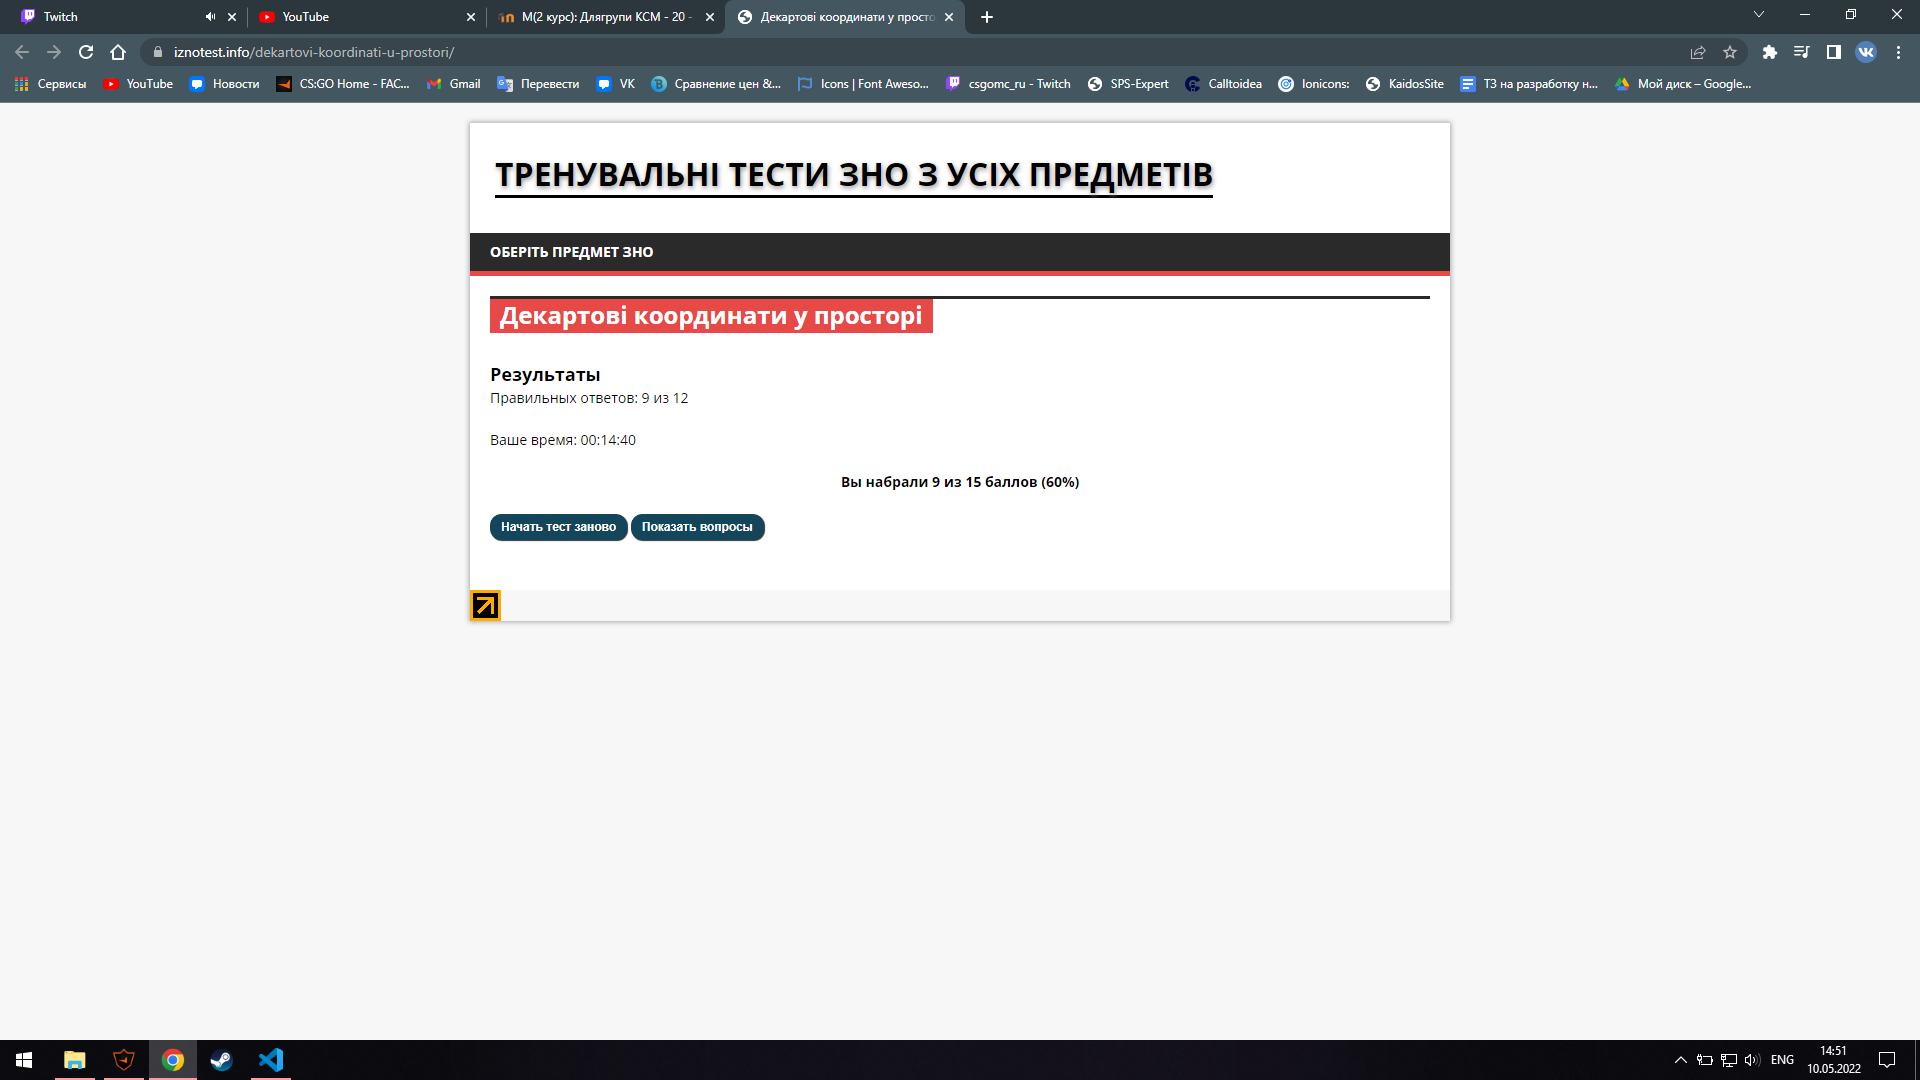 Twitch
YouTube
М(2 курс): Длягрупи КСМ - 20 -
Декартові координати у просто
iznotest.info/dekartovi-koordinati-u-prostori/
Сервисы
YouTube
Новости
CS:GO Home - FAC...
Gmail
Перевести
VK
Сравнение цен &...
Icons | Font Aweso...
csgomc_ru - Twitch
SPS-Expert
Calltoidea
Ionicons:
KaidosSite
ТЗ на разработку н...
Мой диск – Google...
ТРЕНУВАЛЬНІ ТЕСТИ ЗНО З УСІХ ПРЕДМЕТІВ
ОБЕРІТЬ ПРЕДМЕТ ЗНО
Декартові координати у просторі
Результаты
Правильных ответов: 9 из 12
Ваше время: 00:14:40
Вы набрали 9 из 15 баллов (60%)
Начать тест заново
Показать вопросы
ENG
14:51
10.05.2022